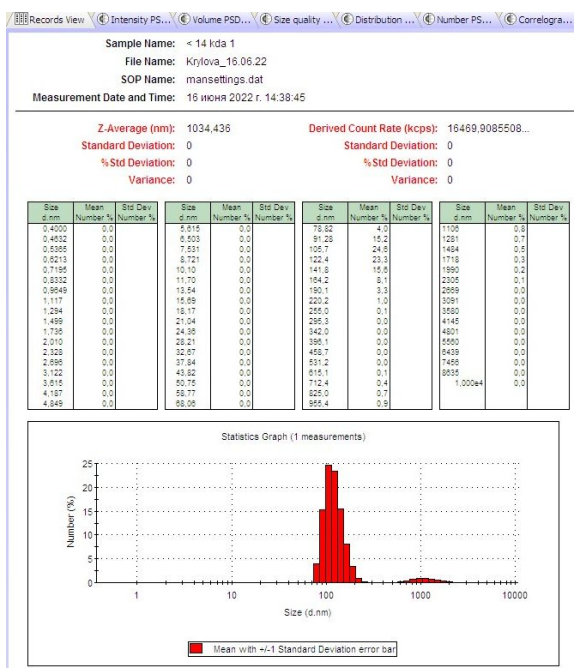 Records View Intensity PS... Volume PSD... Size quality ... Distribution ... Number PS... Correlogra...
Sample Name: < 14 kda 1
File Name: Krylova_16.06.22
SOP Name: mansettings.dat
Measurement Date and Time: 16 июня 2022 г. 14:38:45
Z-Average (nm): 1034,436 Derived Count Rate (kcps): 16469,9085508...
Standard Deviation: 0 Standard Deviation: 0
%Std Deviation: 0 %Std Deviation: 0
Variance: 0 Variance: 0
Size Mean Std Dev Size Mean Std Dev Size Mean Std Dev Size Mean Std Dev
d.nm Number % Number % d.nm Number % Number % d.nm Number % Number % d.nm Number % Number %
0,4000 0,0 5,615 0,0 78,82 4,0 1106 0,8
0,4632 0,0 6,503 0,0 91,28 15,2 1281 0,7
0,5365 0,0 7,531 0,0 105,7 24,6 1484 0,5
0,6213 0,0 8,721 0,0 122,4 23,3 1718 0,3
0,7195 0,0 10,10 0,0 141,8 15,6 1990 0,2
0,8332 0,0 11,70 0,0 164,2 8,1 2305 0,1
0,9649 0,0 13,54 0,0 190,1 3,3 2669 0,0
1,117 0,0 15,69 0,0 220,2 1,0 3091 0,0
1,294 0,0 18,17 0,0 255,0 0,1 3580 0,0
1,499 0,0 21,04 0,0 295,3 0,0 4145 0,0
1,736 0,0 24,36 0,0 342,0 0,0 4801 0,0
2,010 0,0 28,21 0,0 396,1 0,0 5560 0,0
2,328 0,0 32,67 0,0 458,7 0,0 6439 0,0
2,696 0,0 37,84 0,0 531,2 0,0 7456 0,0
3,122 0,0 43,82 0,0 615,1 0,1 8635 0,0
3,615 0,0 50,75 0,0 712,4 0,4 1,000e4 0,0
4,187 0,0 58,77 0,0 825,0 0,7
4,849 0,0 68,06 0,0 955,4 0,9
Statistics Graph (1 measurements)
25
20
15
10
5
0
Number (%)
1 10 100 1000 10000
Size (d.nm)
Mean with +/-1 Standard Deviation error bar